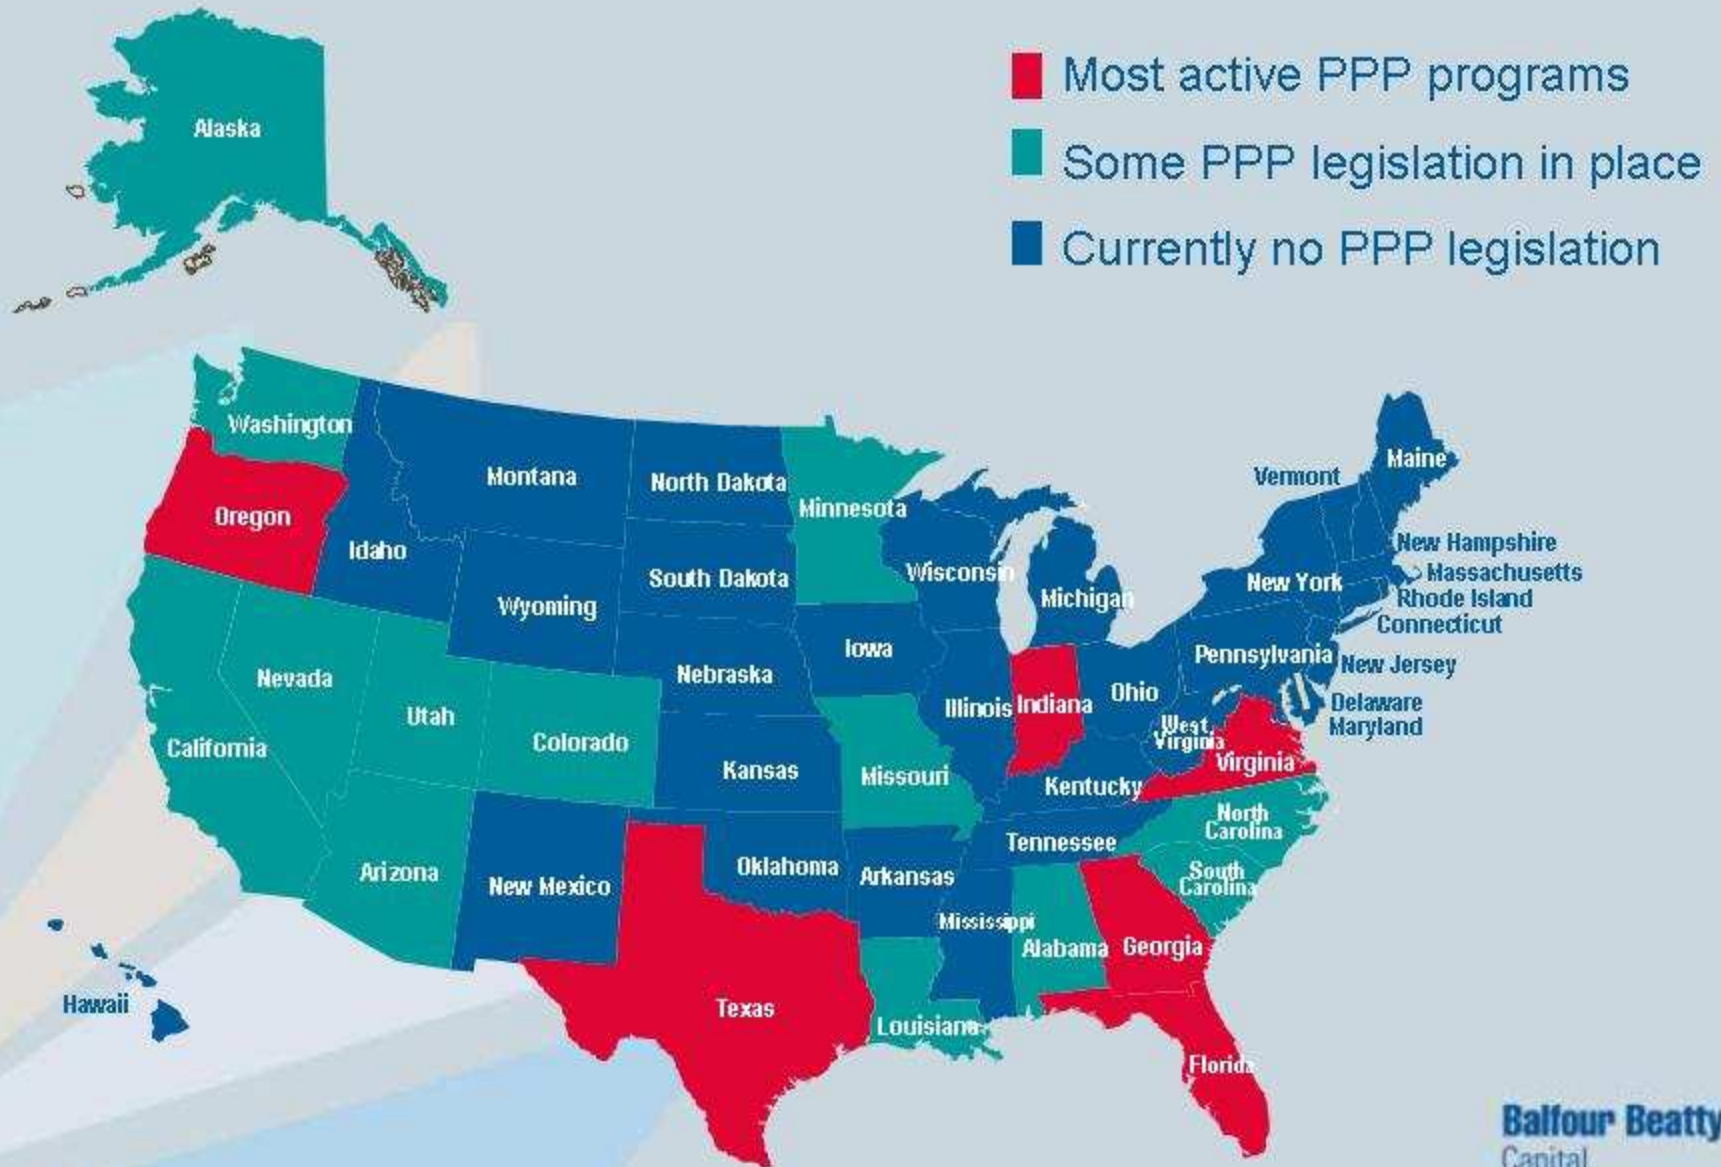 Most active PPP programs
Some PPP legislation in place
Currently no PPP legislation
Alaska
Washington
Oregon
Idaho
Montana
North Dakota
Minnesota
Wyoming
South Dakota
Wisconsin
Michigan
Vermont
Maine
New Hampshire
Massachusetts
New York
Rhode Island
Connecticut
Nevada
Utah
Colorado
California
Nebraska
Iowa
Illinois
Indiana
Ohio
Pennsylvania
New Jersey
Delaware
Maryland
West
Virginia
Virginia
Kansas
Missouri
Kentucky
North
Carolina
Tennessee
South
Carolina
Arizona
New Mexico
Oklahoma
Arkansas
Mississippi
Alabama
Georgia
Hawaii
Texas
Louisiana
Florida
Balfour Beatty
Capital